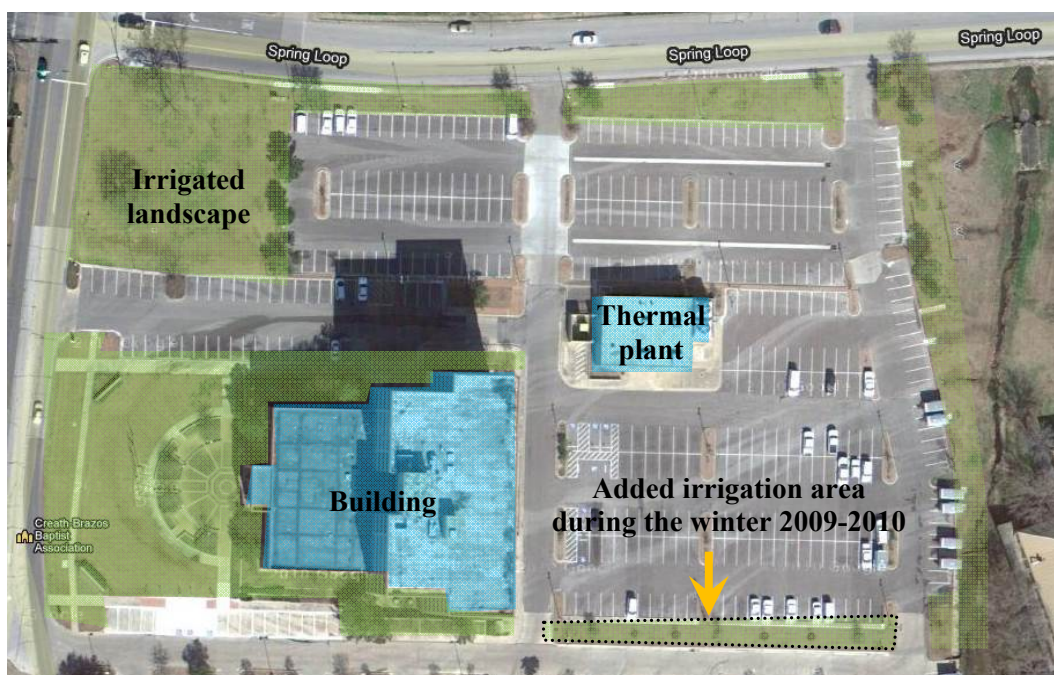 Spring Loop
Spring Loop
Spring Loop
Irrigated
landscape
Thermal
plant
Building
Added irrigation area
during the winter 2009-2010
Creath Brazos
Baptist
Association